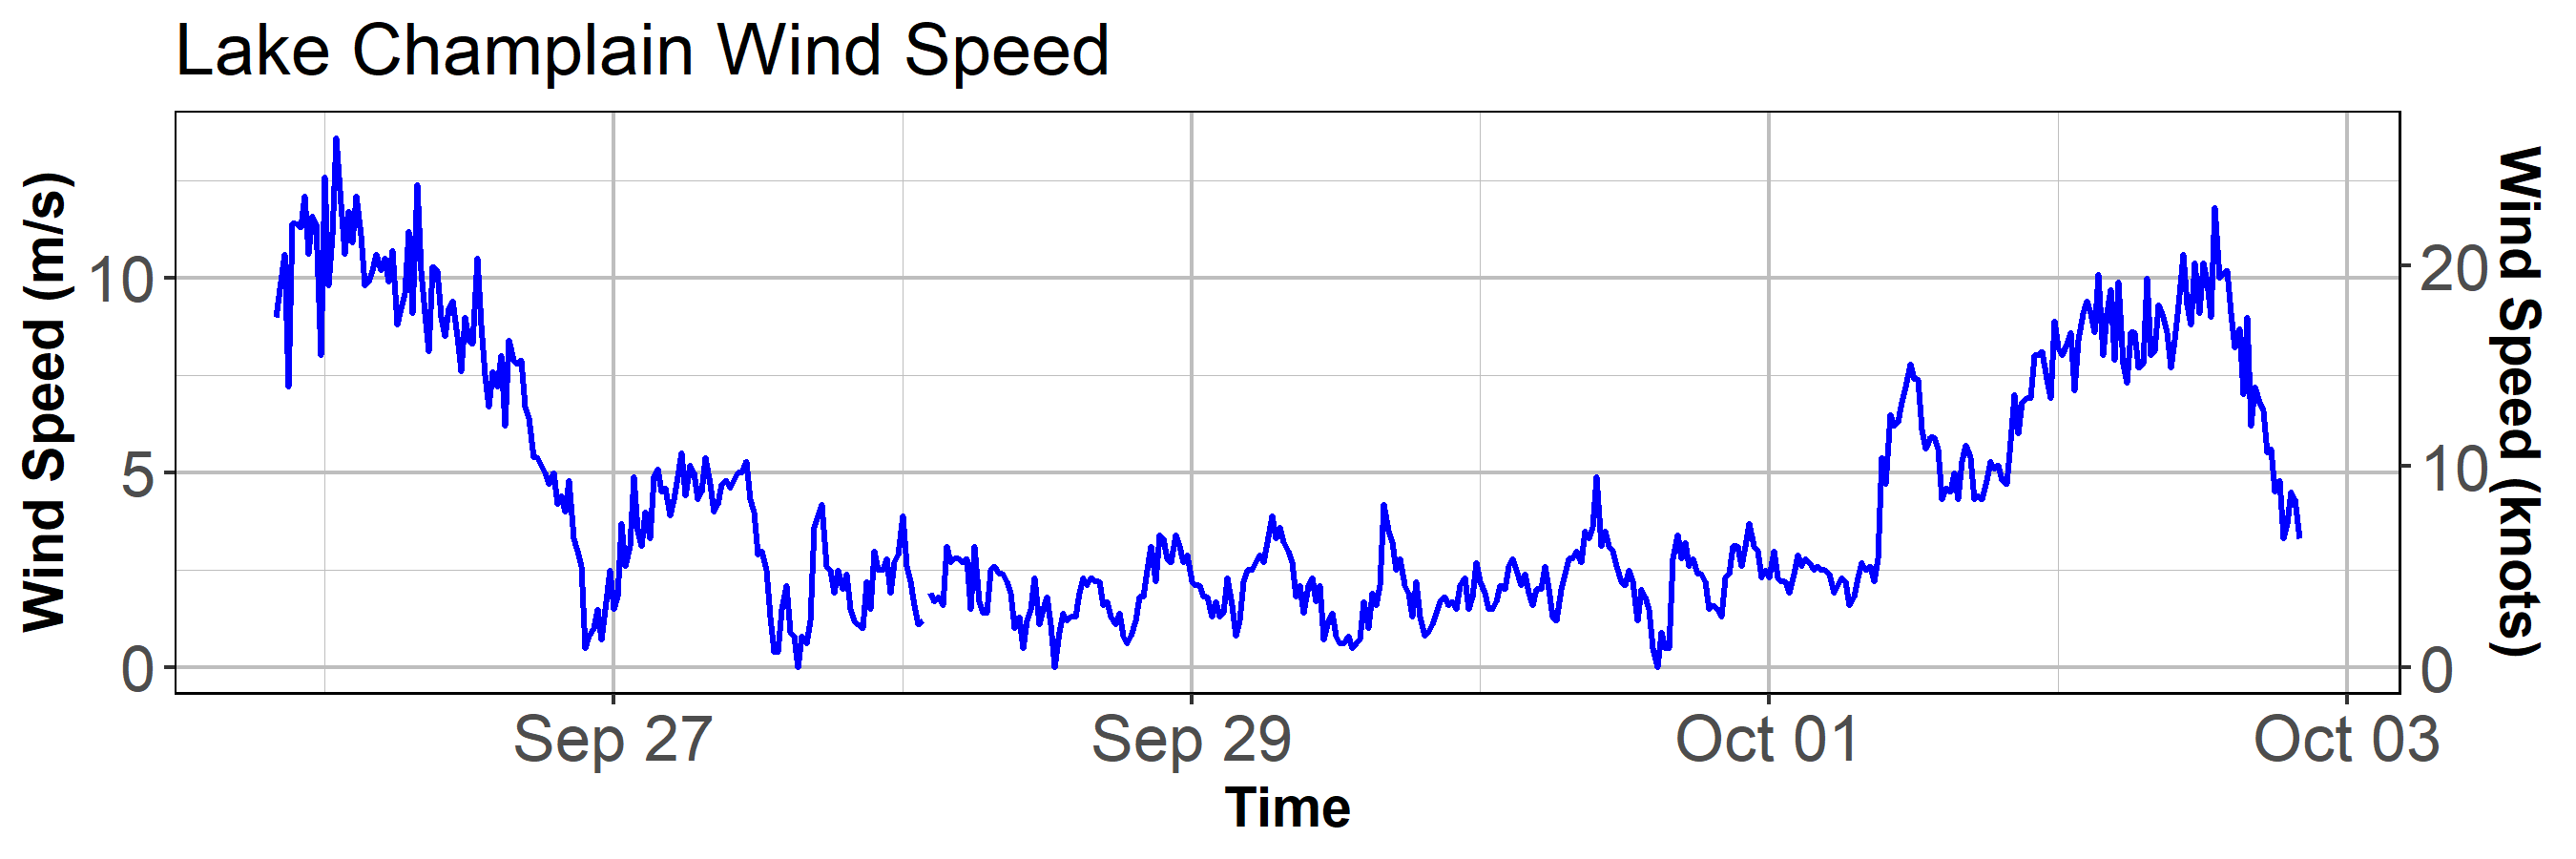 Lake Champlain Wind Speed
Wind Speed (m/s)
10
5
0
20
10
0
Wind Speed (knots)
Sep 27
Sep 29
Oct 01
Oct 03
Time